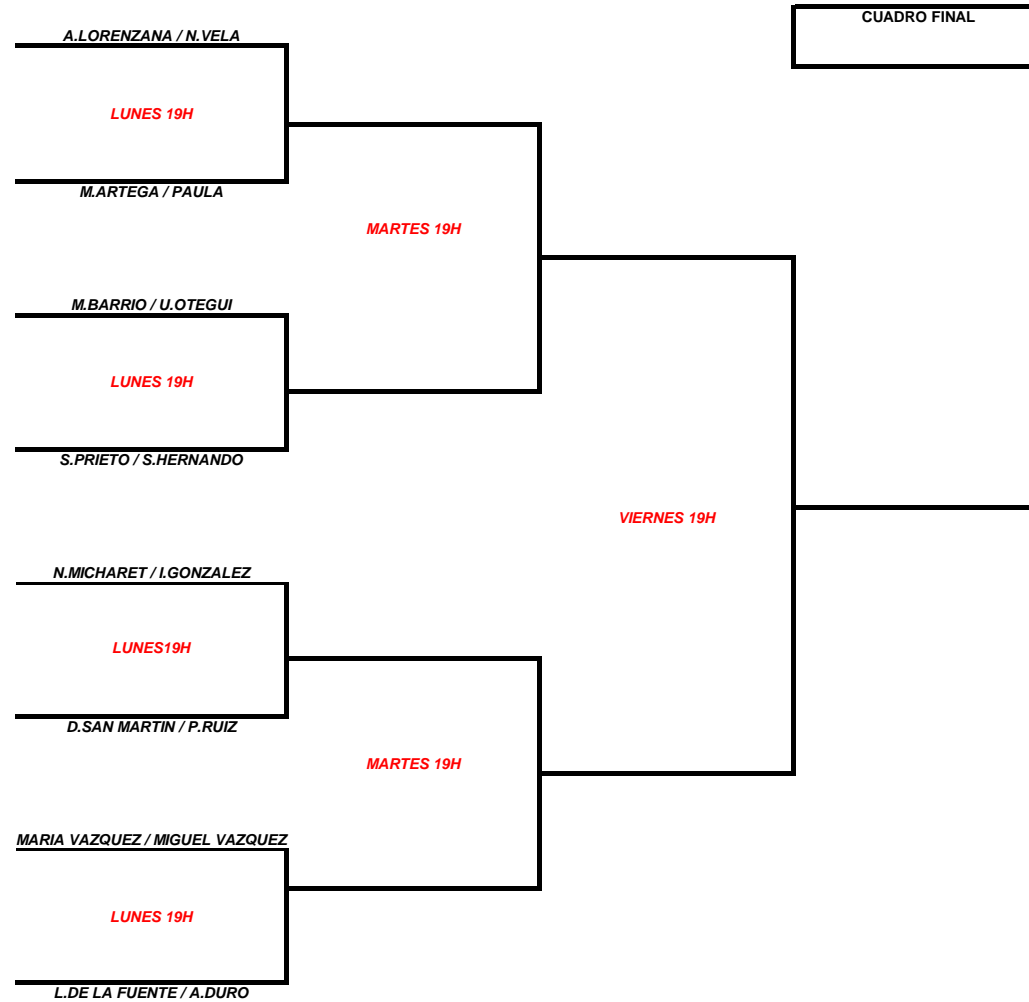 CUADRO FINAL
A.LORENZANA / N.VELA
LUNES 19H
M.ARTEGA / PAULA
MARTES 19H
M.BARRIO / U.OTEGUI
LUNES 19H
S.PRIETO / S.HERNANDO
VIERNES 19H
N.MICHARET / I.GONZALEZ
LUNES19H
D.SAN MARTIN / P.RUIZ
MARTES 19H
MARIA VAZQUEZ / MIGUEL VAZQUEZ
LUNES 19H
L.DE LA FUENTE / A.DURO